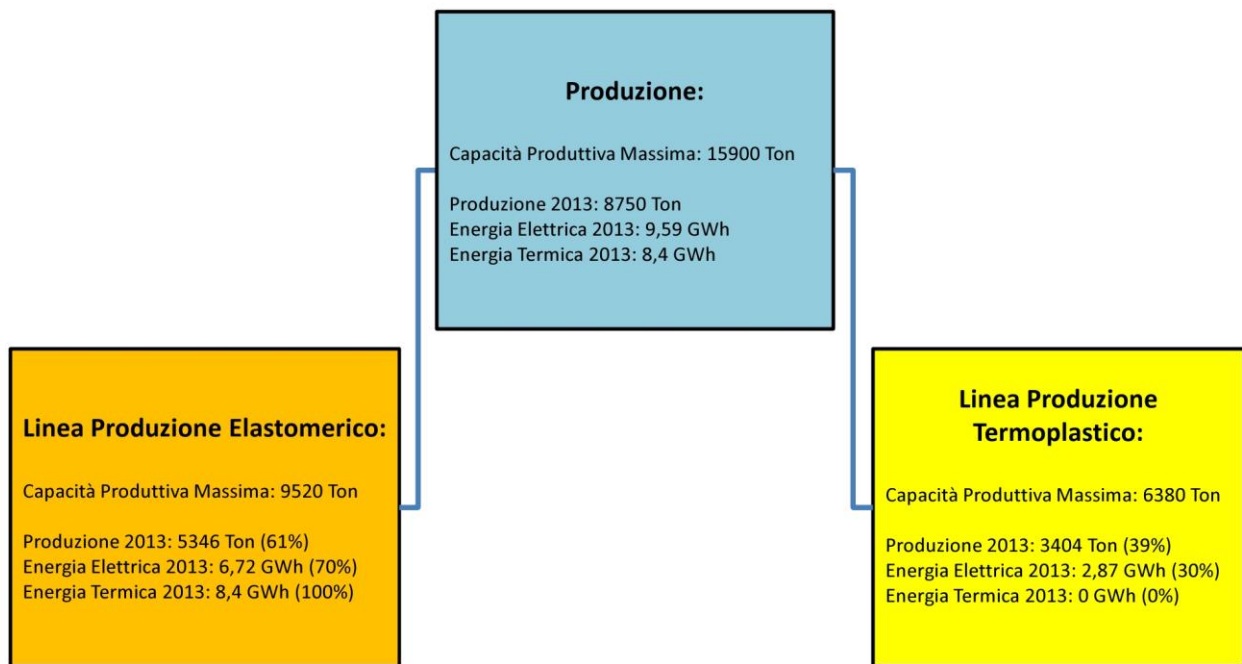 Produzione:
Capacità Produttiva Massima: 15900 Ton
Produzione 2013: 8750 Ton
Energia Elettrica 2013: 9,59 GWh
Energia Termica 2013: 8,4 GWh
Linea Produzione Elastomerico:
Capacità Produttiva Massima: 9520 Ton
Produzione 2013: 5346 Ton (61%)
Energia Elettrica 2013: 6,72 GWh (70%)
Energia Termica 2013: 8,4 GWh (100%)
Linea Produzione
Termoplastico:
Capacità Produttiva Massima: 6380 Ton
Produzione 2013: 3404 Ton (39%)
Energia Elettrica 2013: 2,87 GWh (30%)
Energia Termica 2013: 0 GWh (0%)